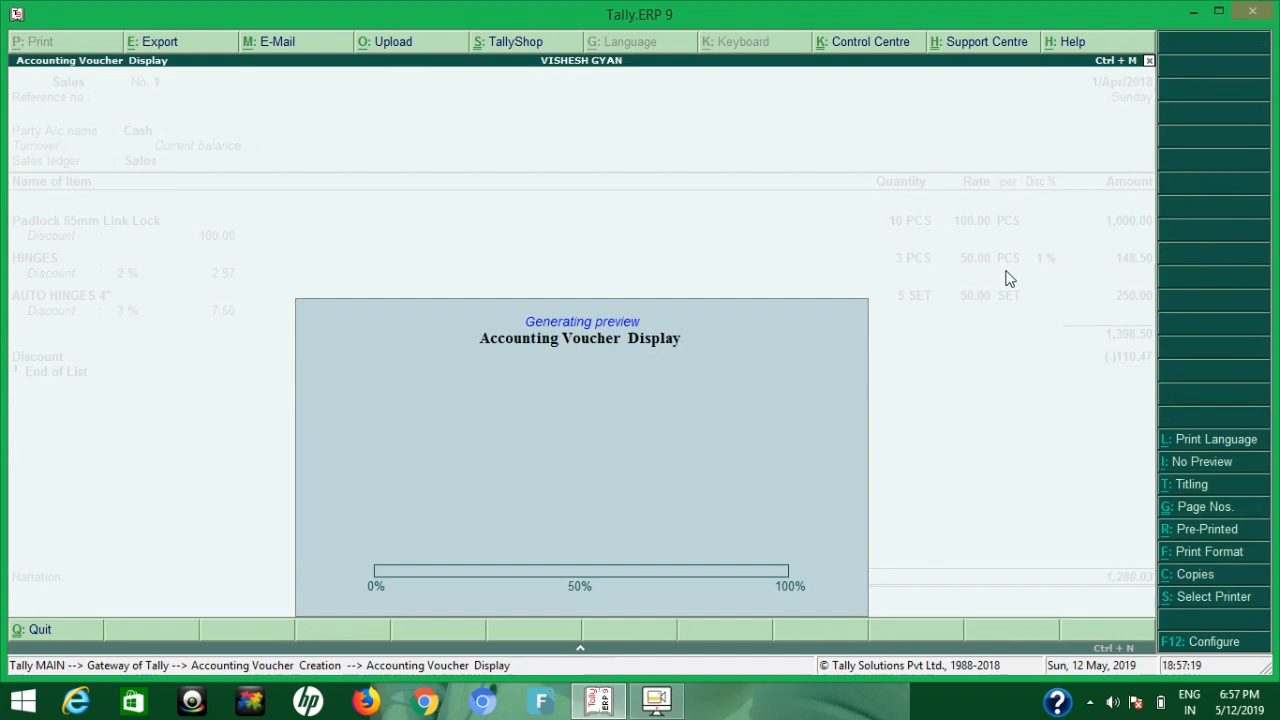 Tally.ERP 9
P: Print E: Export M: E-Mail O: Upload S: TallyShop G: Language K: Keyboard K: Control Centre H: Support Centre H: Help
Accounting Voucher Display VISHESH GYAN Ctrl + M
Sales No 1 1/Apr/2018
Reference no.: Sunday
Party A/c name : Cash
Turnover : Current balance :
Sales ledger : Sales
Name of Item Quantity Rate per Disc % Amount
Padlock 65mm Link Lock 10 PCS 100.00 PCS 1,000.00
Discount : 100.00
HINGES 3 PCS 50.00 PCS 1 % 148.50
Discount : 2 % 2.97
AUTO HINGES 4" 5 SET 50.00 SET 250.00
Discount : 3 % 7.50
Generating preview
1,398.50
Accounting Voucher Display
Discount (-)110.47
End of List
L: Print Language
I: No Preview
T: Titling
G: Page Nos.
R: Pre-Printed
F: Print Format
C: Copies
S: Select Printer
Narration 1,288.03
0% 50% 100%
Q: Quit
F12: Configure
Ctrl + N
Tally MAIN --> Gateway of Tally --> Accounting Voucher Creation --> Accounting Voucher Display © Tally Solutions Pvt Ltd., 1988-2018 Sun, 12 May, 2019 18:57:19
hp F Tally ERP 9 ? ENG 6:57 PM
IN 5/12/2019